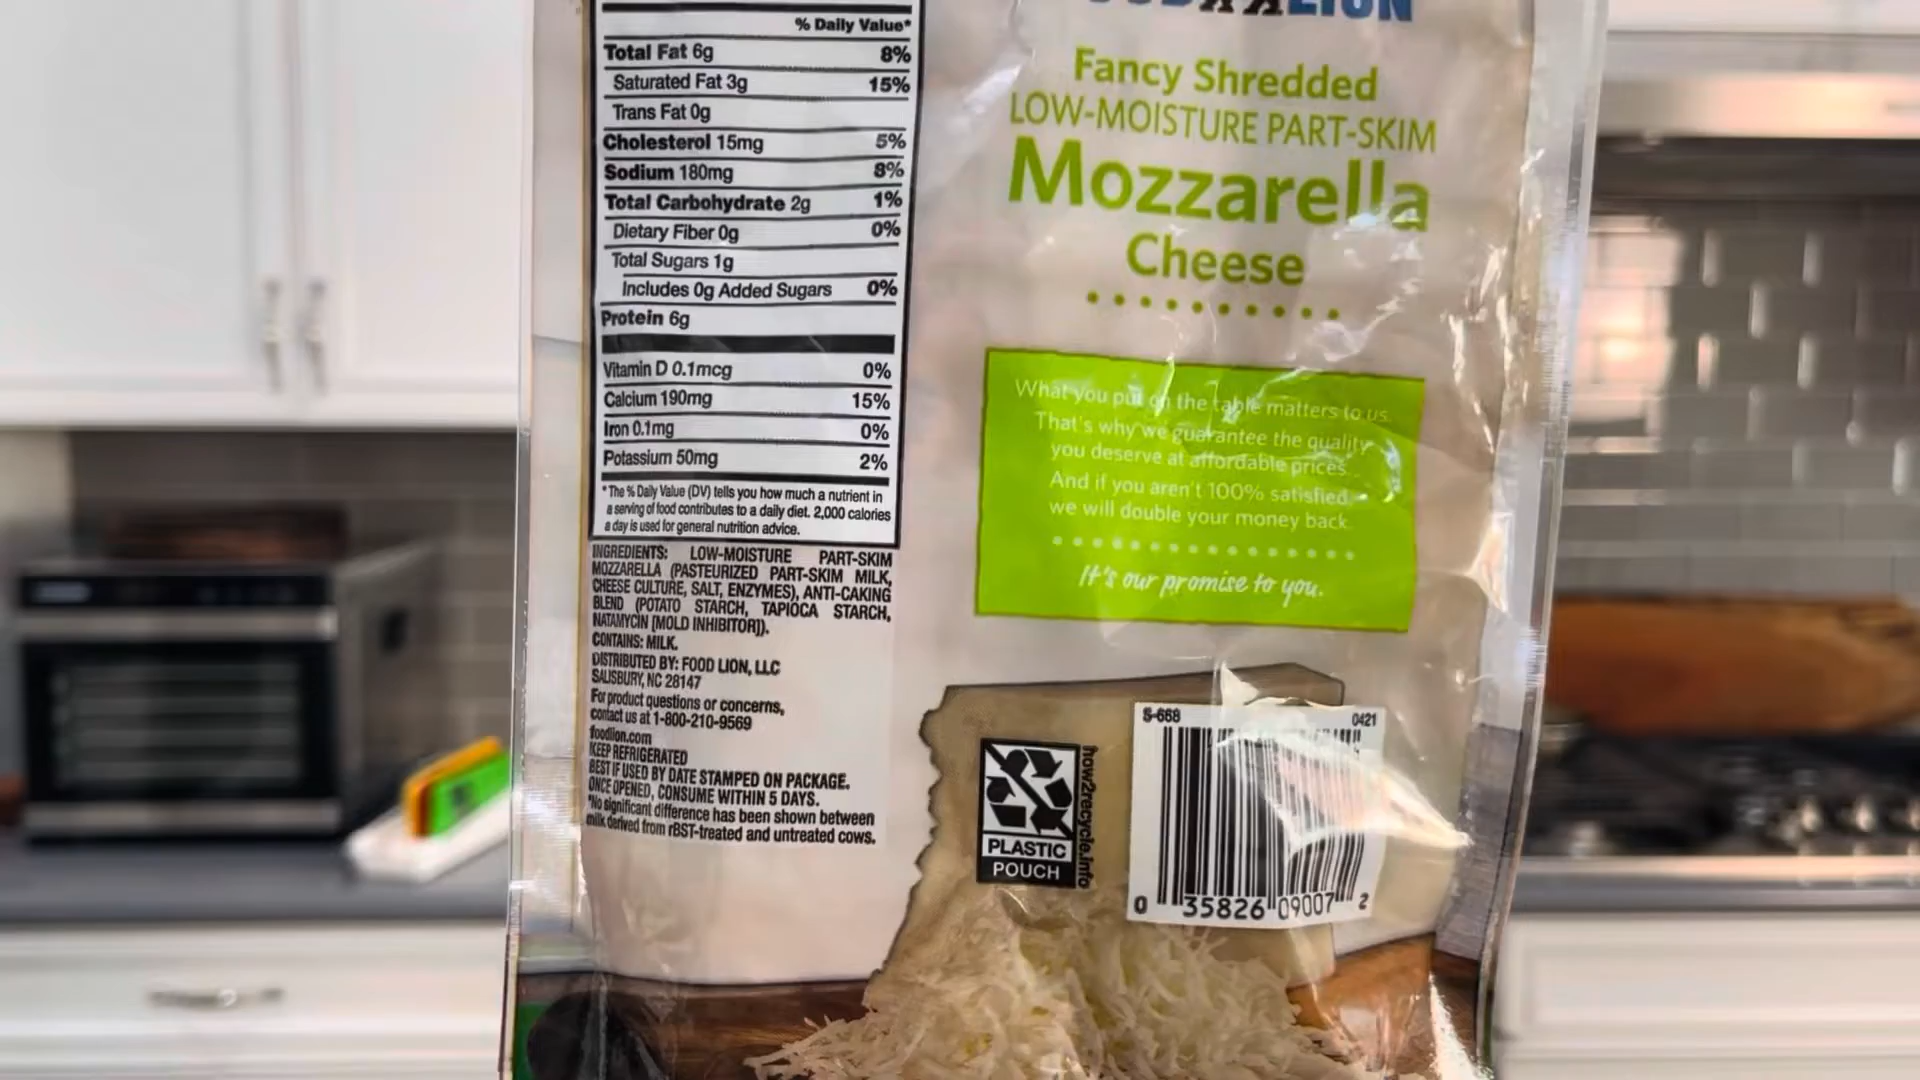 % Daily Value*
Total Fat 6g 8%
Saturated Fat 3g 15%
Trans Fat 0g
Cholesterol 15mg 5%
Sodium 180mg 8%
Total Carbohydrate 2g 1%
Dietary Fiber 0g 0%
Total Sugars 1g
Includes 0g Added Sugars 0%
Protein 6g
Vitamin D 0.1mcg 0%
Calcium 190mg 15%
Iron 0.1mg 0%
Potassium 50mg 2%
*The % Daily Value (DV) tells you how much a nutrient in
a serving of food contributes to a daily diet. 2,000 calories
a day is used for general nutrition advice.
INGREDIENTS: LOW-MOISTURE PART-SKIM
MOZZARELLA (PASTEURIZED PART-SKIM MILK,
CHEESE CULTURE, SALT, ENZYMES), ANTI-CAKING
BLEND (POTATO STARCH, TAPIOCA STARCH,
NATAMYCIN [MOLD INHIBITOR]).
CONTAINS: MILK.
DISTRIBUTED BY: FOOD LION, LLC
SALISBURY, NC 28147
For product questions or concerns,
contact us at 1-800-210-9569
foodlion.com
KEEP REFRIGERATED
BEST IF USED BY DATE STAMPED ON PACKAGE.
ONCE OPENED, CONSUME WITHIN 5 DAYS.
*No significant difference has been shown between
milk derived from rBST-treated and untreated cows.
LION
Fancy Shredded
LOW-MOISTURE PART-SKIM
Mozzarella
Cheese
What you put on the table matters to us.
That's why we guarantee the quality
you deserve at affordable prices.
And if you aren't 100% satisfied,
we will double your money back.
It's our promise to you.
PLASTIC
POUCH
how2recycle.info
S-668 0421
0 35826 09007 2